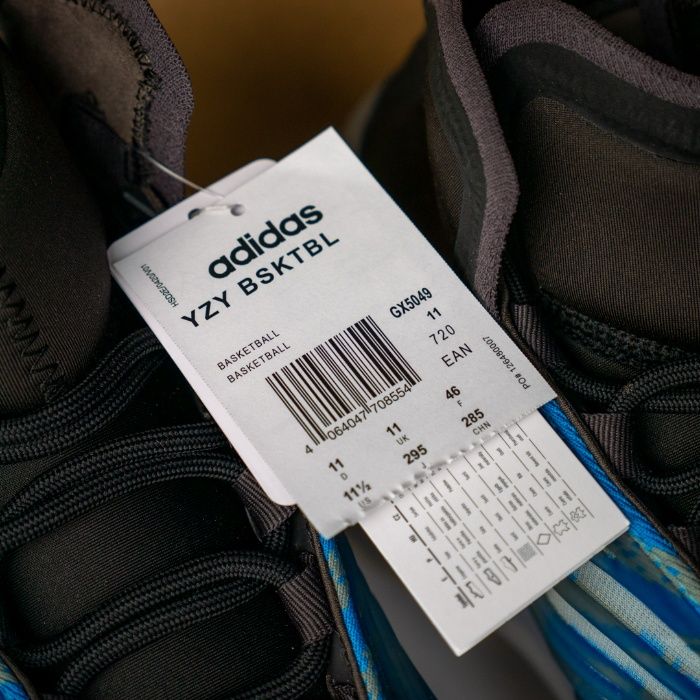 adidas
YZY BSKTBL
BASKETBALL
BASKETBALL
GX5049
11
720
EAN
4 064047 708554
11 11 46
D UK F
11½ 295 285
US J CHN
PO# 126480087